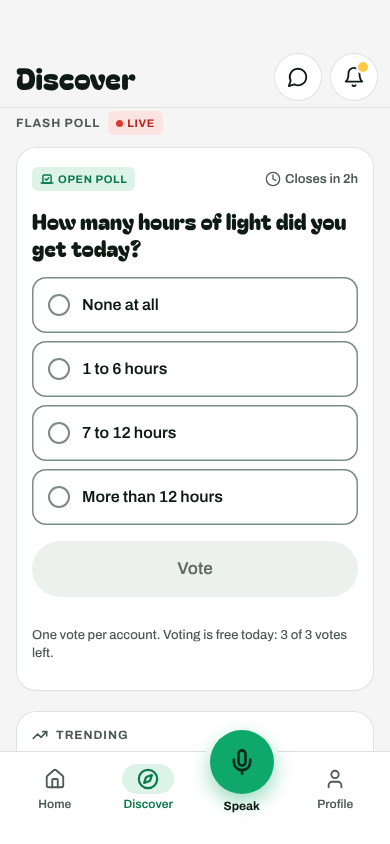 Discover
FLASH POLL
LIVE
OPEN POLL
Closes in 2h
How many hours of light did you
get today?
None at all
1 to 6 hours
7 to 12 hours
More than 12 hours
Vote
One vote per account. Voting is free today: 3 of 3 votes
left.
TRENDING
Home
Discover
Speak
Profile